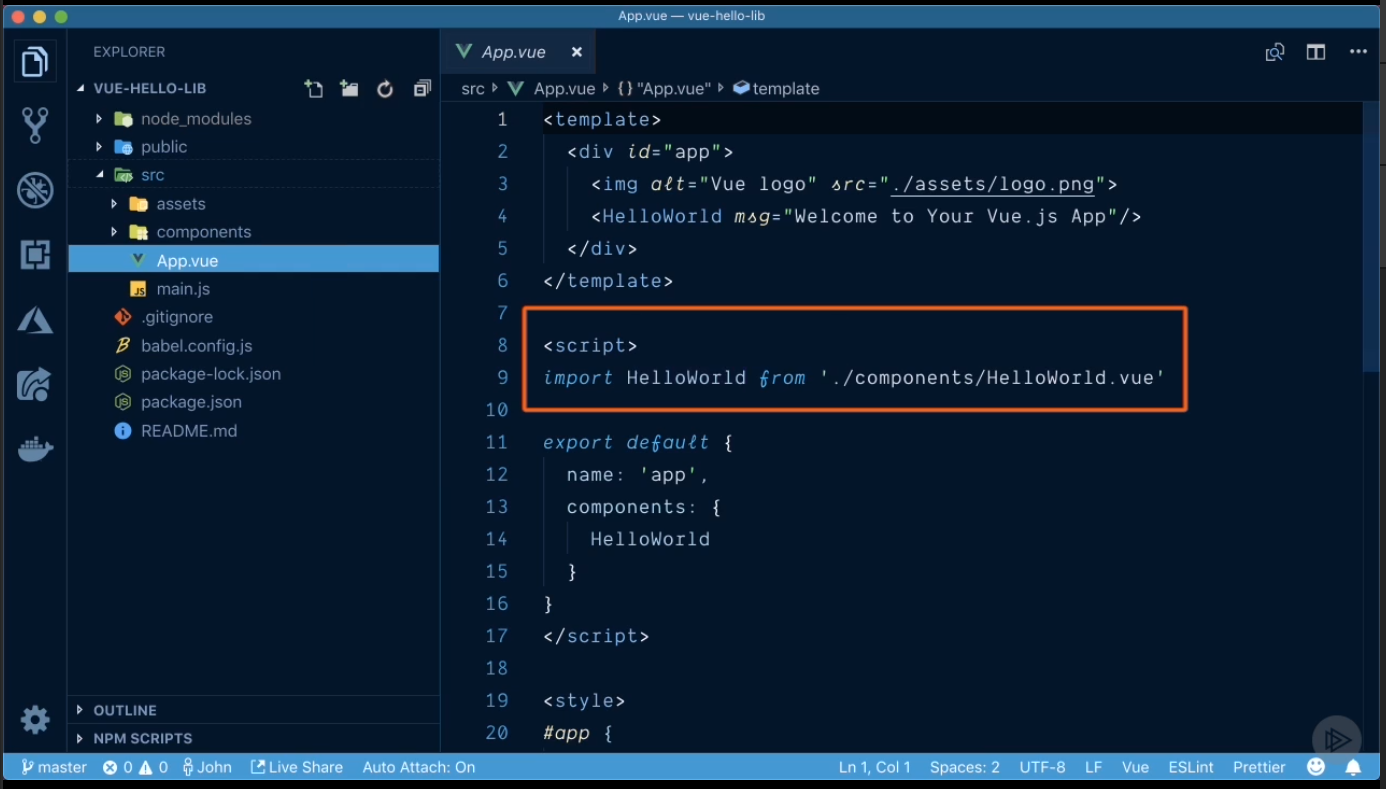 App.vue — vue-hello-lib
EXPLORER
VUE-HELLO-LIB
node_modules
public
src
assets
components
App.vue
main.js
.gitignore
babel.config.js
package-lock.json
package.json
README.md
OUTLINE
NPM SCRIPTS
App.vue ×
src App.vue {} "App.vue" template
1 <template>
2 <div id="app">
3 <img alt="Vue logo" src="./assets/logo.png">
4 <HelloWorld msg="Welcome to Your Vue.js App"/>
5 </div>
6 </template>
7
8 <script>
9 import HelloWorld from './components/HelloWorld.vue'
10
11 export default {
12 name: 'app',
13 components: {
14 HelloWorld
15 }
16 }
17 </script>
18
19 <style>
20 #app {
master 0 0 John Live Share Auto Attach: On Ln 1, Col 1 Spaces: 2 UTF-8 LF Vue ESLint Prettier